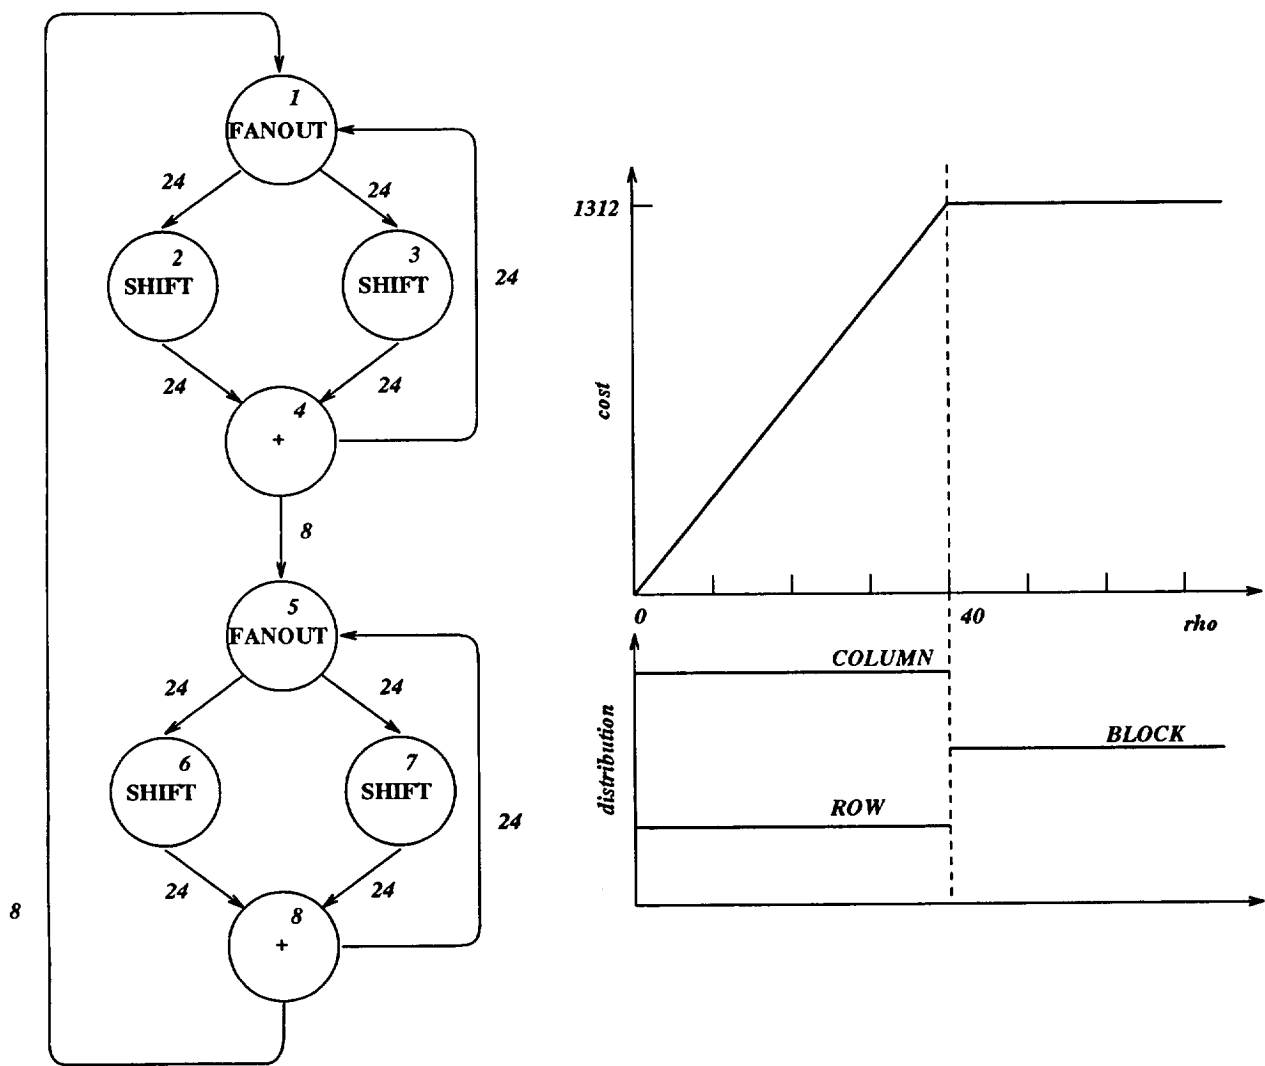 1
FANOUT
24
24
2
SHIFT
3
SHIFT
24
24
24
4
+
8
5
FANOUT
24
24
6
SHIFT
7
SHIFT
24
24
24
8
+
8
1312
cost
0
40
rho
COLUMN
BLOCK
ROW
distribution